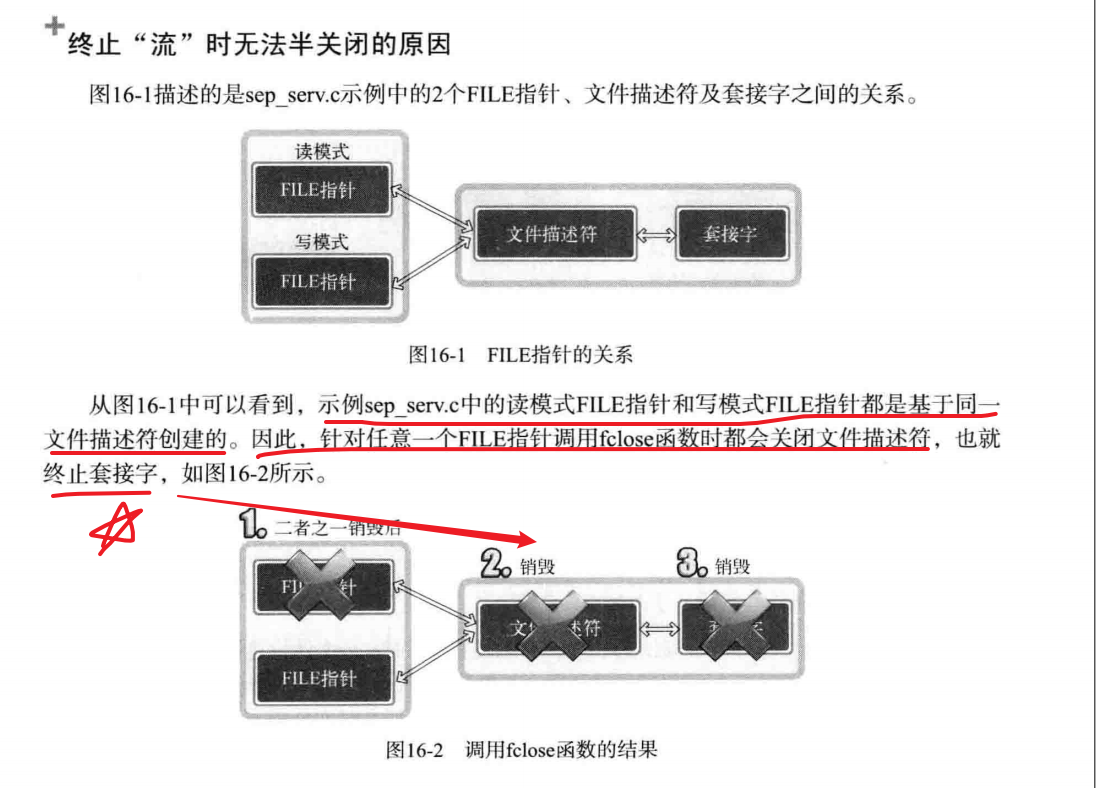 终止“流”时无法半关闭的原因
图16-1描述的是sep_serv.c示例中的2个FILE指针、文件描述符及套接字之间的关系。
读模式
FILE指针
写模式
FILE指针
文件描述符
套接字
图16-1 FILE指针的关系
从图16-1中可以看到，示例sep_serv.c中的读模式FILE指针和写模式FILE指针都是基于同一
文件描述符创建的。因此，针对任意一个FILE指针调用fclose函数时都会关闭文件描述符，也就
终止套接字，如图16-2所示。
1. 二者之一销毁后
2. 销毁
3. 销毁
FILE指针
图16-2 调用fclose函数的结果